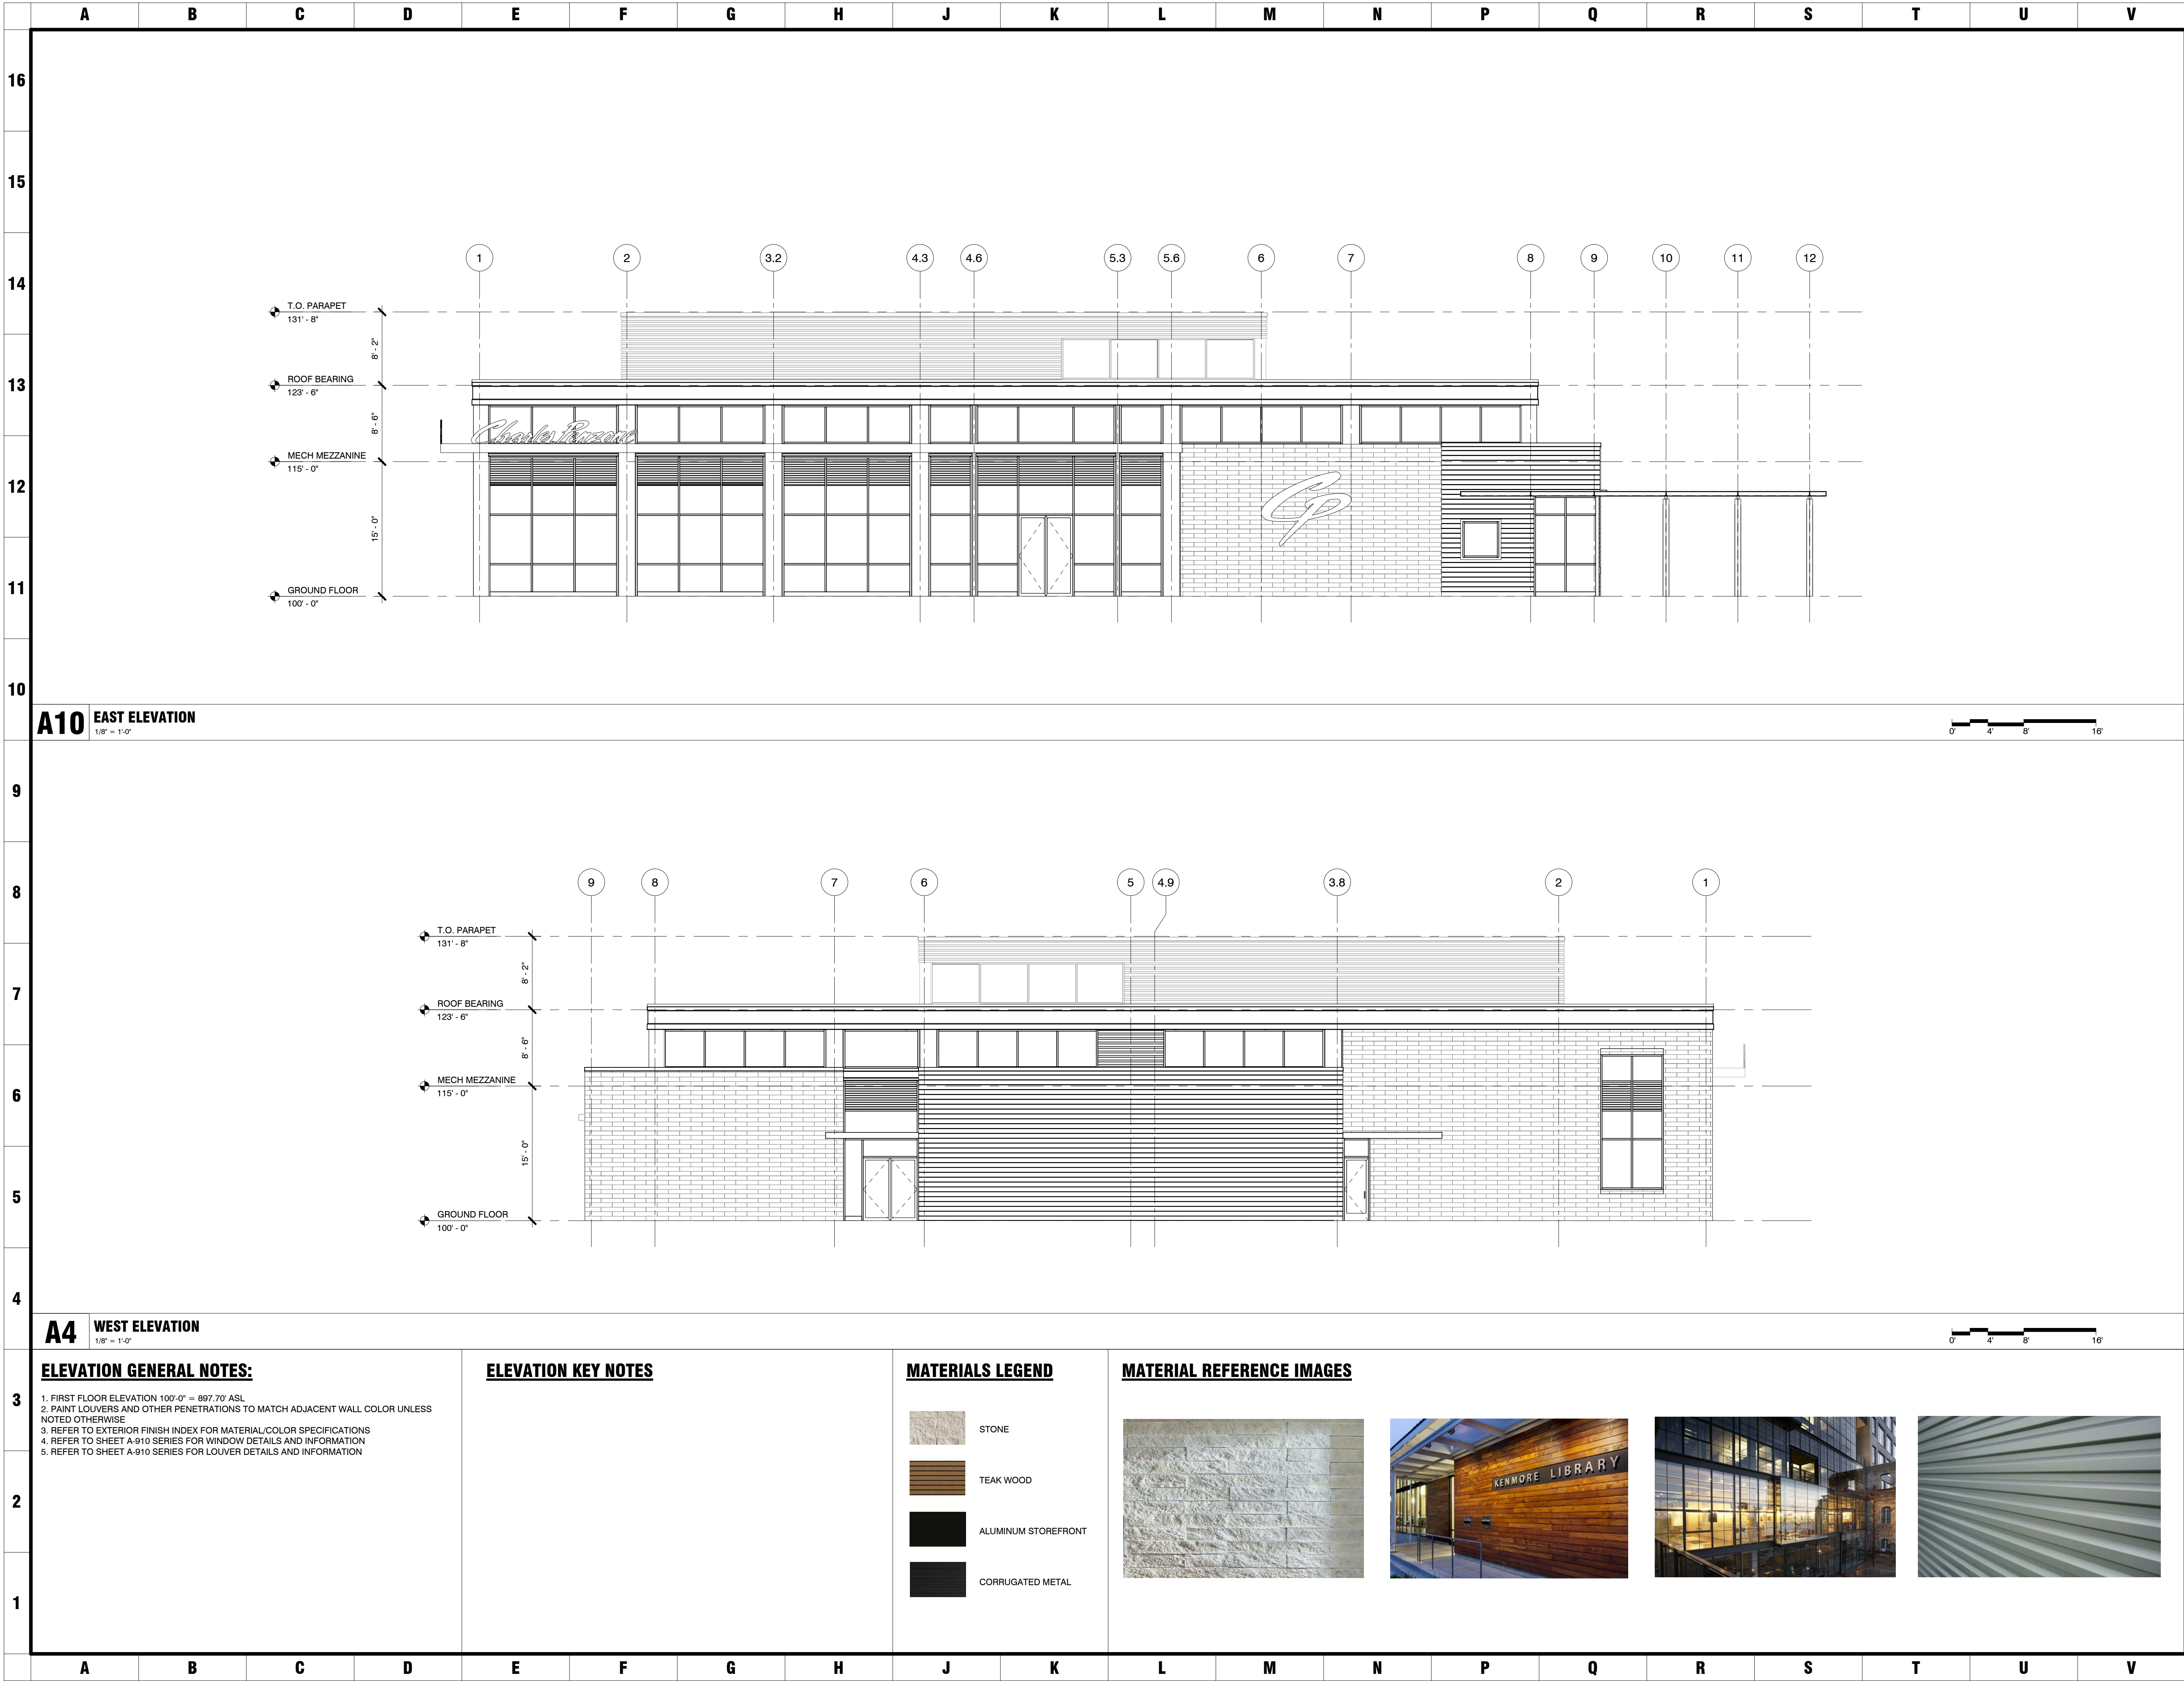 A B C D E F G H J K L M N P Q R S T U V
16
15
14
13
12
11
10
1 2 3.2 4.3 4.6 5.3 5.6 6 7 8 9 10 11 12
T.O. PARAPET
131' - 8"
8' - 2"
ROOF BEARING
123' - 6"
8' - 6"
MECH MEZZANINE
115' - 0"
15' - 0"
GROUND FLOOR
100' - 0"
Charles Penzone
CP
A10 EAST ELEVATION
1/8" = 1'-0"
0' 4' 8' 16'
9
8
7
6
5
4
9 8 7 6 5 4.9 3.8 2 1
T.O. PARAPET
131' - 8"
8' - 2"
ROOF BEARING
123' - 6"
8' - 6"
MECH MEZZANINE
115' - 0"
15' - 0"
GROUND FLOOR
100' - 0"
A4 WEST ELEVATION
1/8" = 1'-0"
0' 4' 8' 16'
3
2
1
ELEVATION GENERAL NOTES:
1. FIRST FLOOR ELEVATION 100'-0" = 897.70' ASL
2. PAINT LOUVERS AND OTHER PENETRATIONS TO MATCH ADJACENT WALL COLOR UNLESS
NOTED OTHERWISE
3. REFER TO EXTERIOR FINISH INDEX FOR MATERIAL/COLOR SPECIFICATIONS
4. REFER TO SHEET A-910 SERIES FOR WINDOW DETAILS AND INFORMATION
5. REFER TO SHEET A-910 SERIES FOR LOUVER DETAILS AND INFORMATION
ELEVATION KEY NOTES
MATERIALS LEGEND
STONE
TEAK WOOD
ALUMINUM STOREFRONT
CORRUGATED METAL
MATERIAL REFERENCE IMAGES
KENMORE LIBRARY
A B C D E F G H J K L M N P Q R S T U V